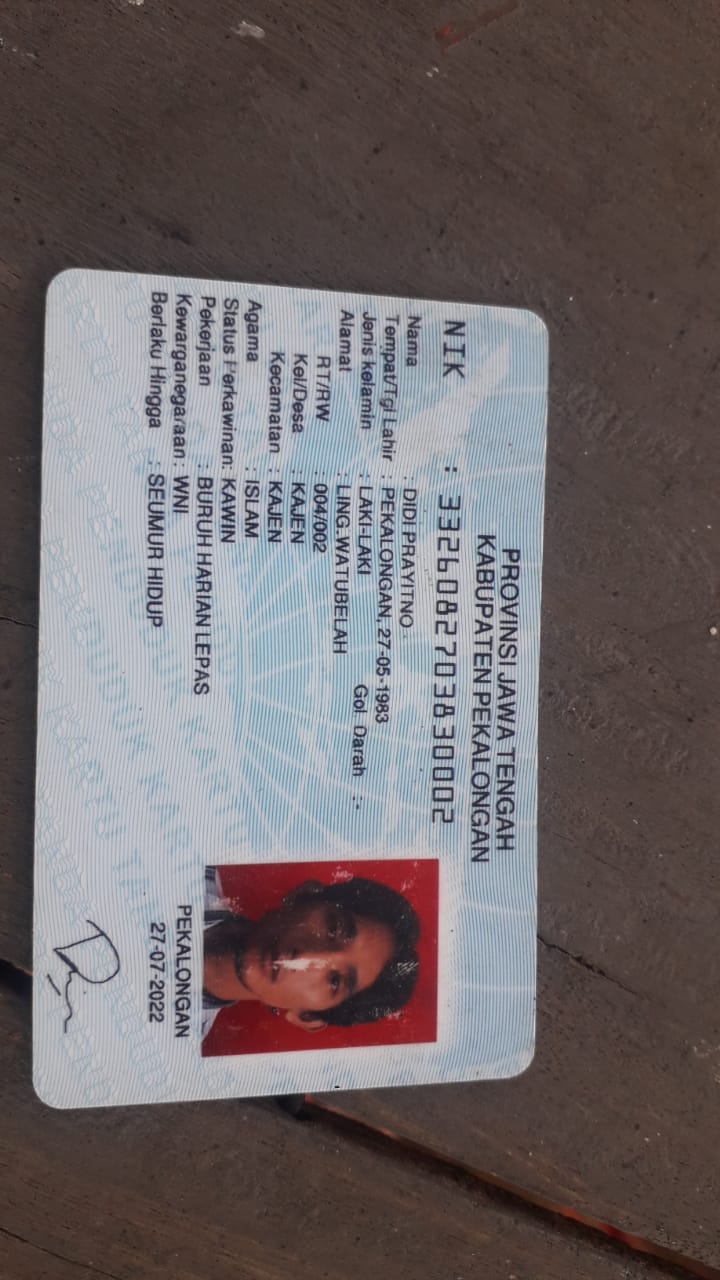 PROVINSI JAWA TENGAH
KABUPATEN PEKALONGAN
NIK : 3326082703830002
Nama : DIDI PRAYITNO
Tempat/Tgl Lahir : PEKALONGAN, 27-05-1983
Jenis kelamin : LAKI-LAKI Gol. Darah :-
Alamat : LING.WATUBELAH
RT/RW : 004/002
Kel/Desa : KAJEN
Kecamatan : KAJEN
Agama : ISLAM
Status Perkawinan: KAWIN
Pekerjaan : BURUH HARIAN LEPAS
Kewarganegaraan: WNI
Berlaku Hingga : SEUMUR HIDUP
PEKALONGAN
27-07-2022